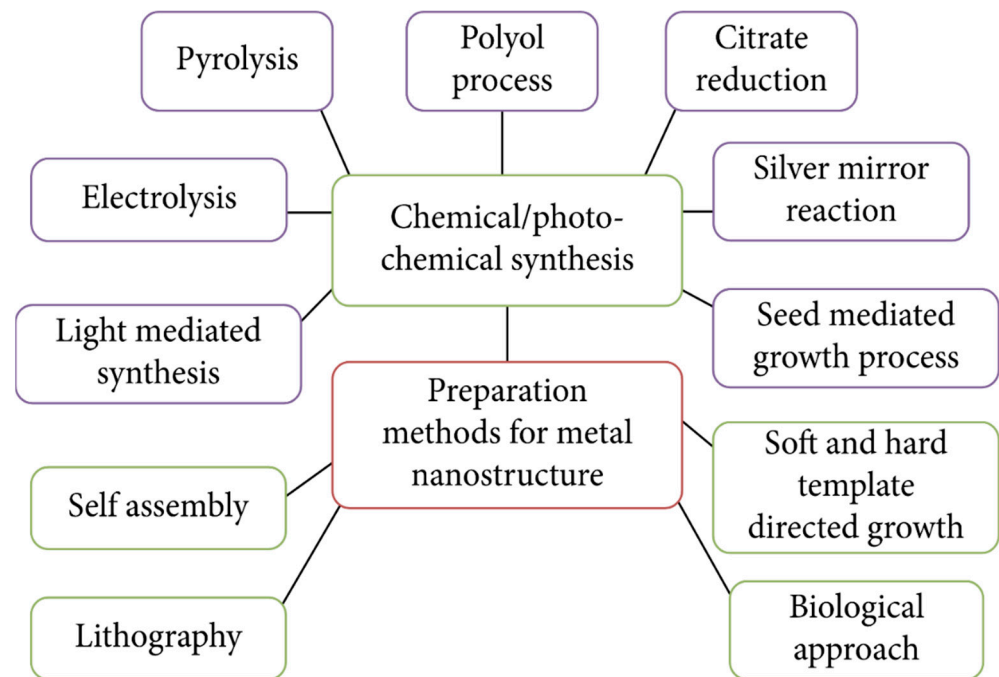 Pyrolysis
Polyol
process
Citrate
reduction
Electrolysis
Chemical/photo-
chemical synthesis
Silver mirror
reaction
Light mediated
synthesis
Seed mediated
growth process
Preparation
methods for metal
nanostructure
Self assembly
Soft and hard
template
directed growth
Lithography
Biological
approach